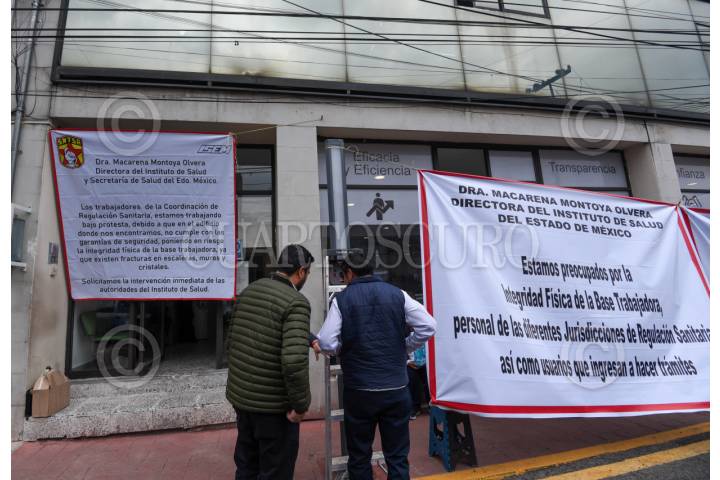 ISEM
Dra. Macarena Montoya Olvera
Directora del Instituto de Salud
y Secretaría de Salud del Edo. México.
Los trabajadores, de la Coordinación de
Regulación Sanitaria, estamos trabajando
bajo protesta, debido a que en el edificio
donde nos encontramos, no cumple con las
garantías de seguridad, poniendo en riesgo
la integridad física de la base trabajadora, ya
que existen fracturas en escaleras, muros y
cristales.
Solicitamos la intervención inmediata de las
autoridades del Instituto de Salud.
Eficacia
y Eficiencia
Transparencia
DRA. MACARENA MONTOYA OLVERA
DIRECTORA DEL INSTITUTO DE SALUD
DEL ESTADO DE MÉXICO.
Estamos preocupados por la
Integridad Física de la Base Trabajadora,
personal de las diferentes Jurisdicciones de Regulación Sanitaria
así como usuarios que ingresan a hacer trámites
©CUARTOSCURO